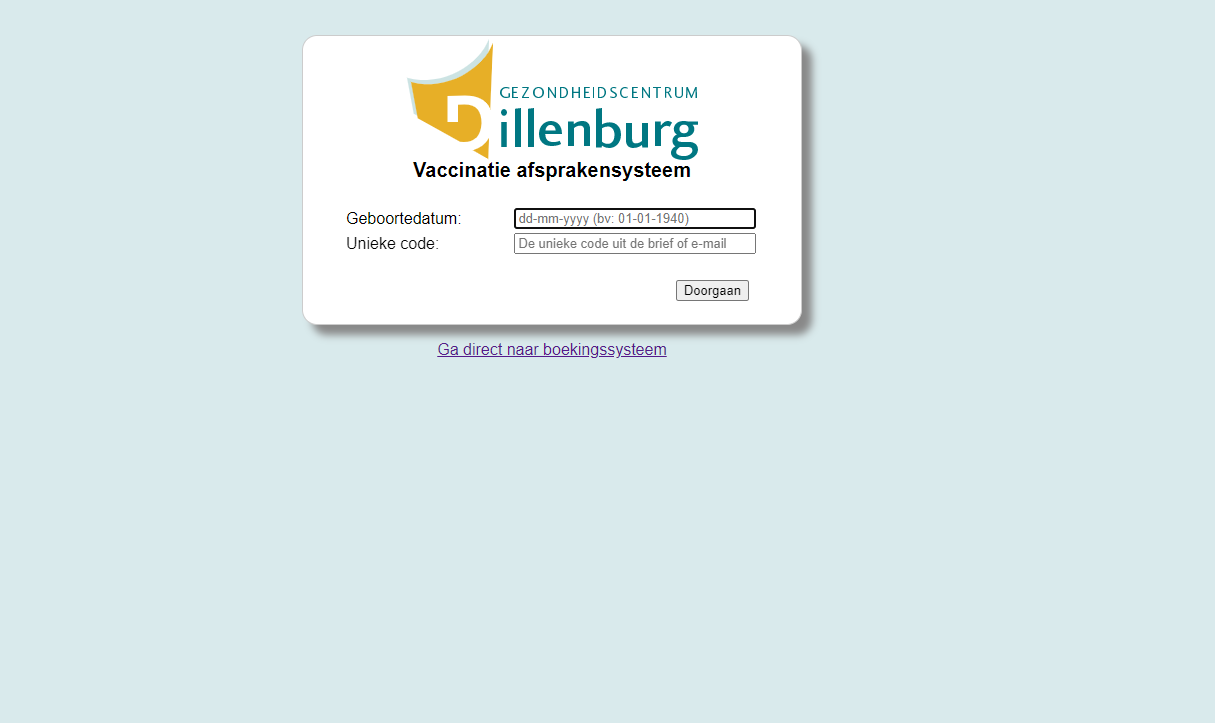 GEZONDHEIDSCENTRUM
Dillenburg
Vaccinatie afsprakensysteem
Geboortedatum: dd-mm-yyyy (bv: 01-01-1940)
Unieke code: De unieke code uit de brief of e-mail
Doorgaan
Ga direct naar boekingssysteem